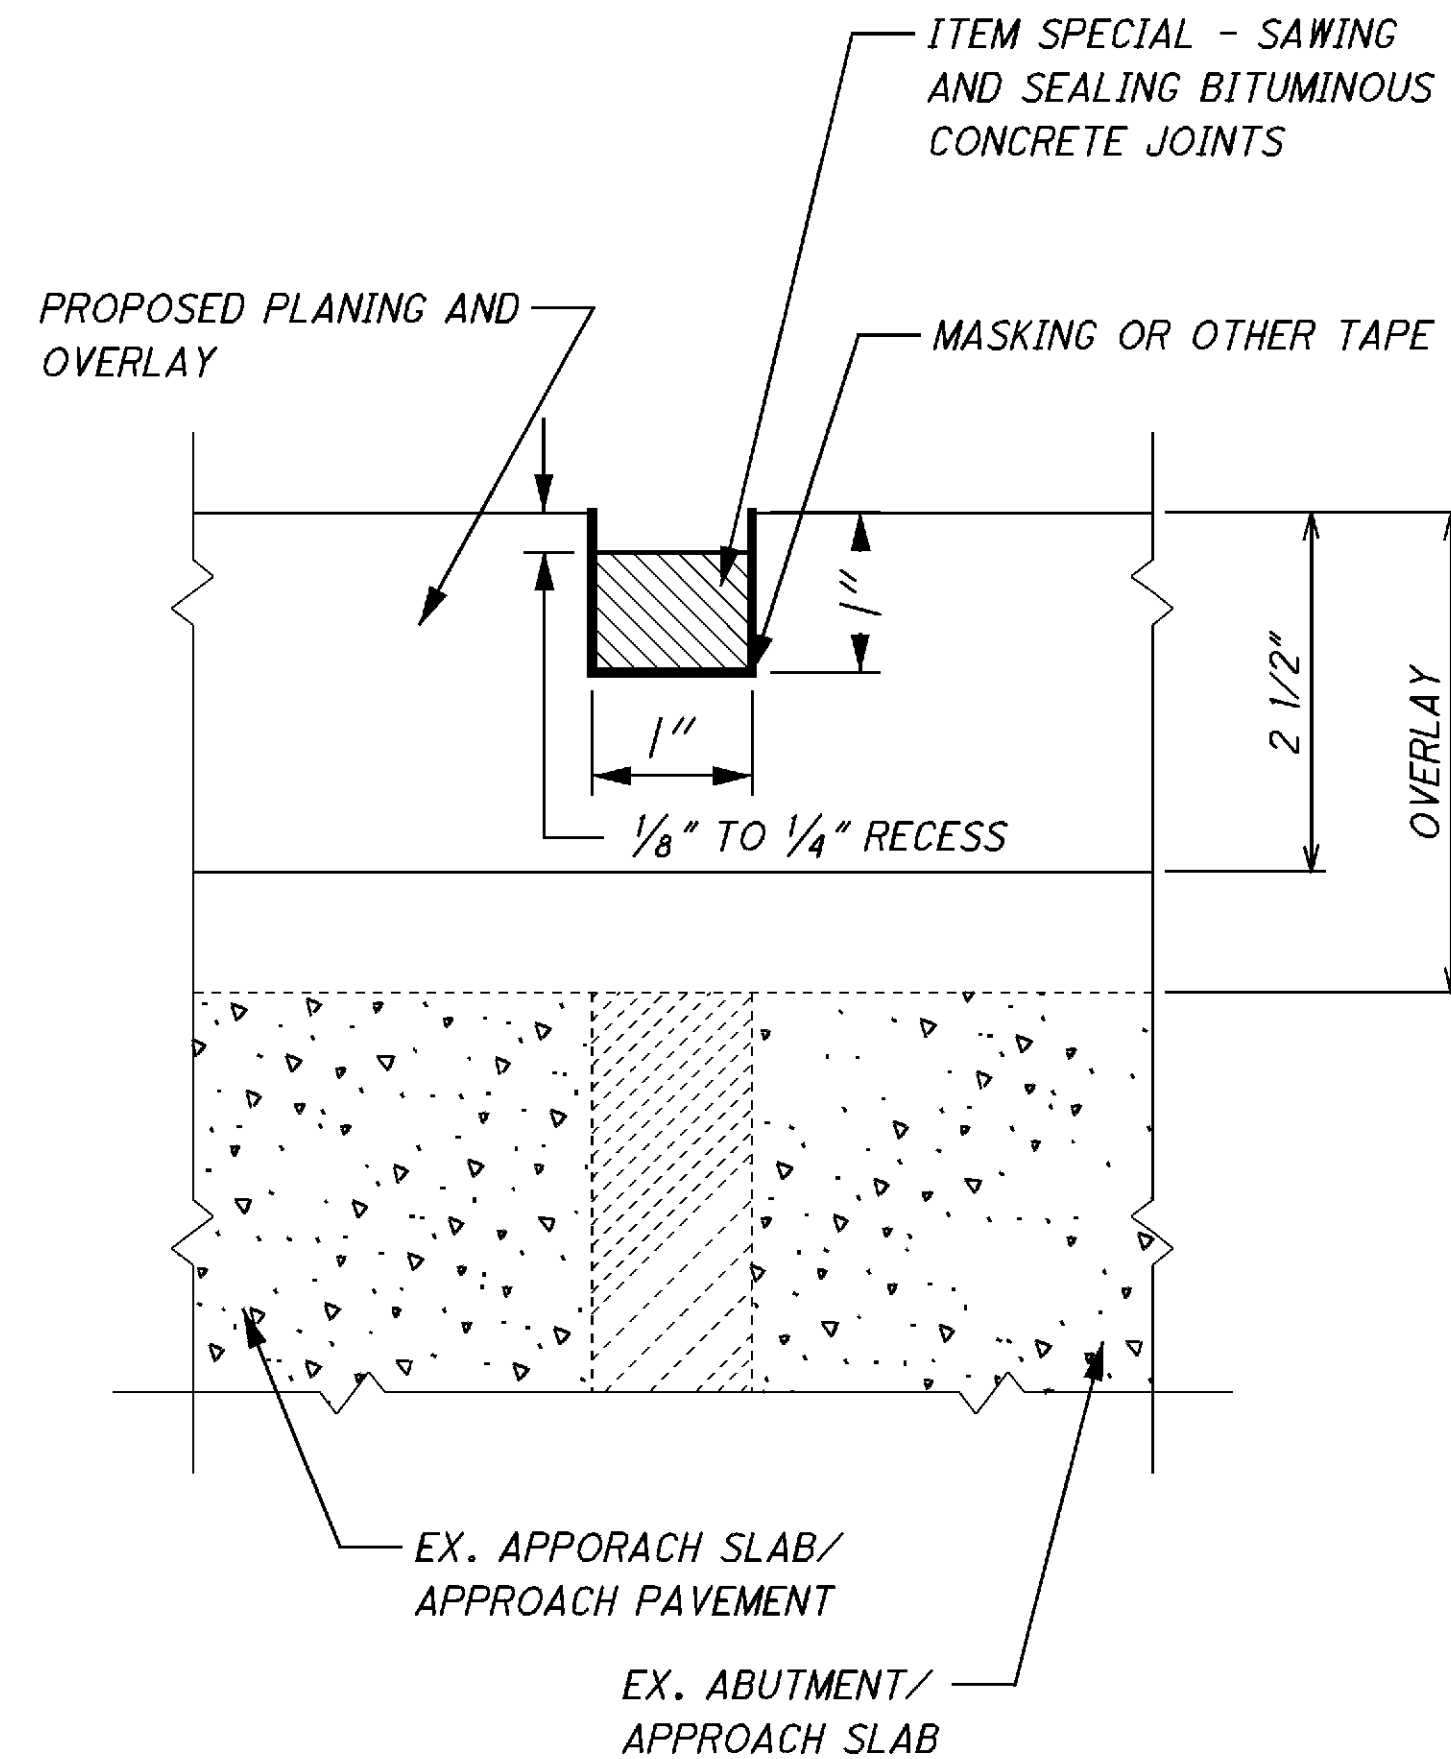 ITEM SPECIAL - SAWING
AND SEALING BITUMINOUS
CONCRETE JOINTS
PROPOSED PLANING AND
OVERLAY
MASKING OR OTHER TAPE
1"
1"
2 1/2"
OVERLAY
1/8" TO 1/4" RECESS
EX. APPORACH SLAB/
APPROACH PAVEMENT
EX. ABUTMENT/
APPROACH SLAB